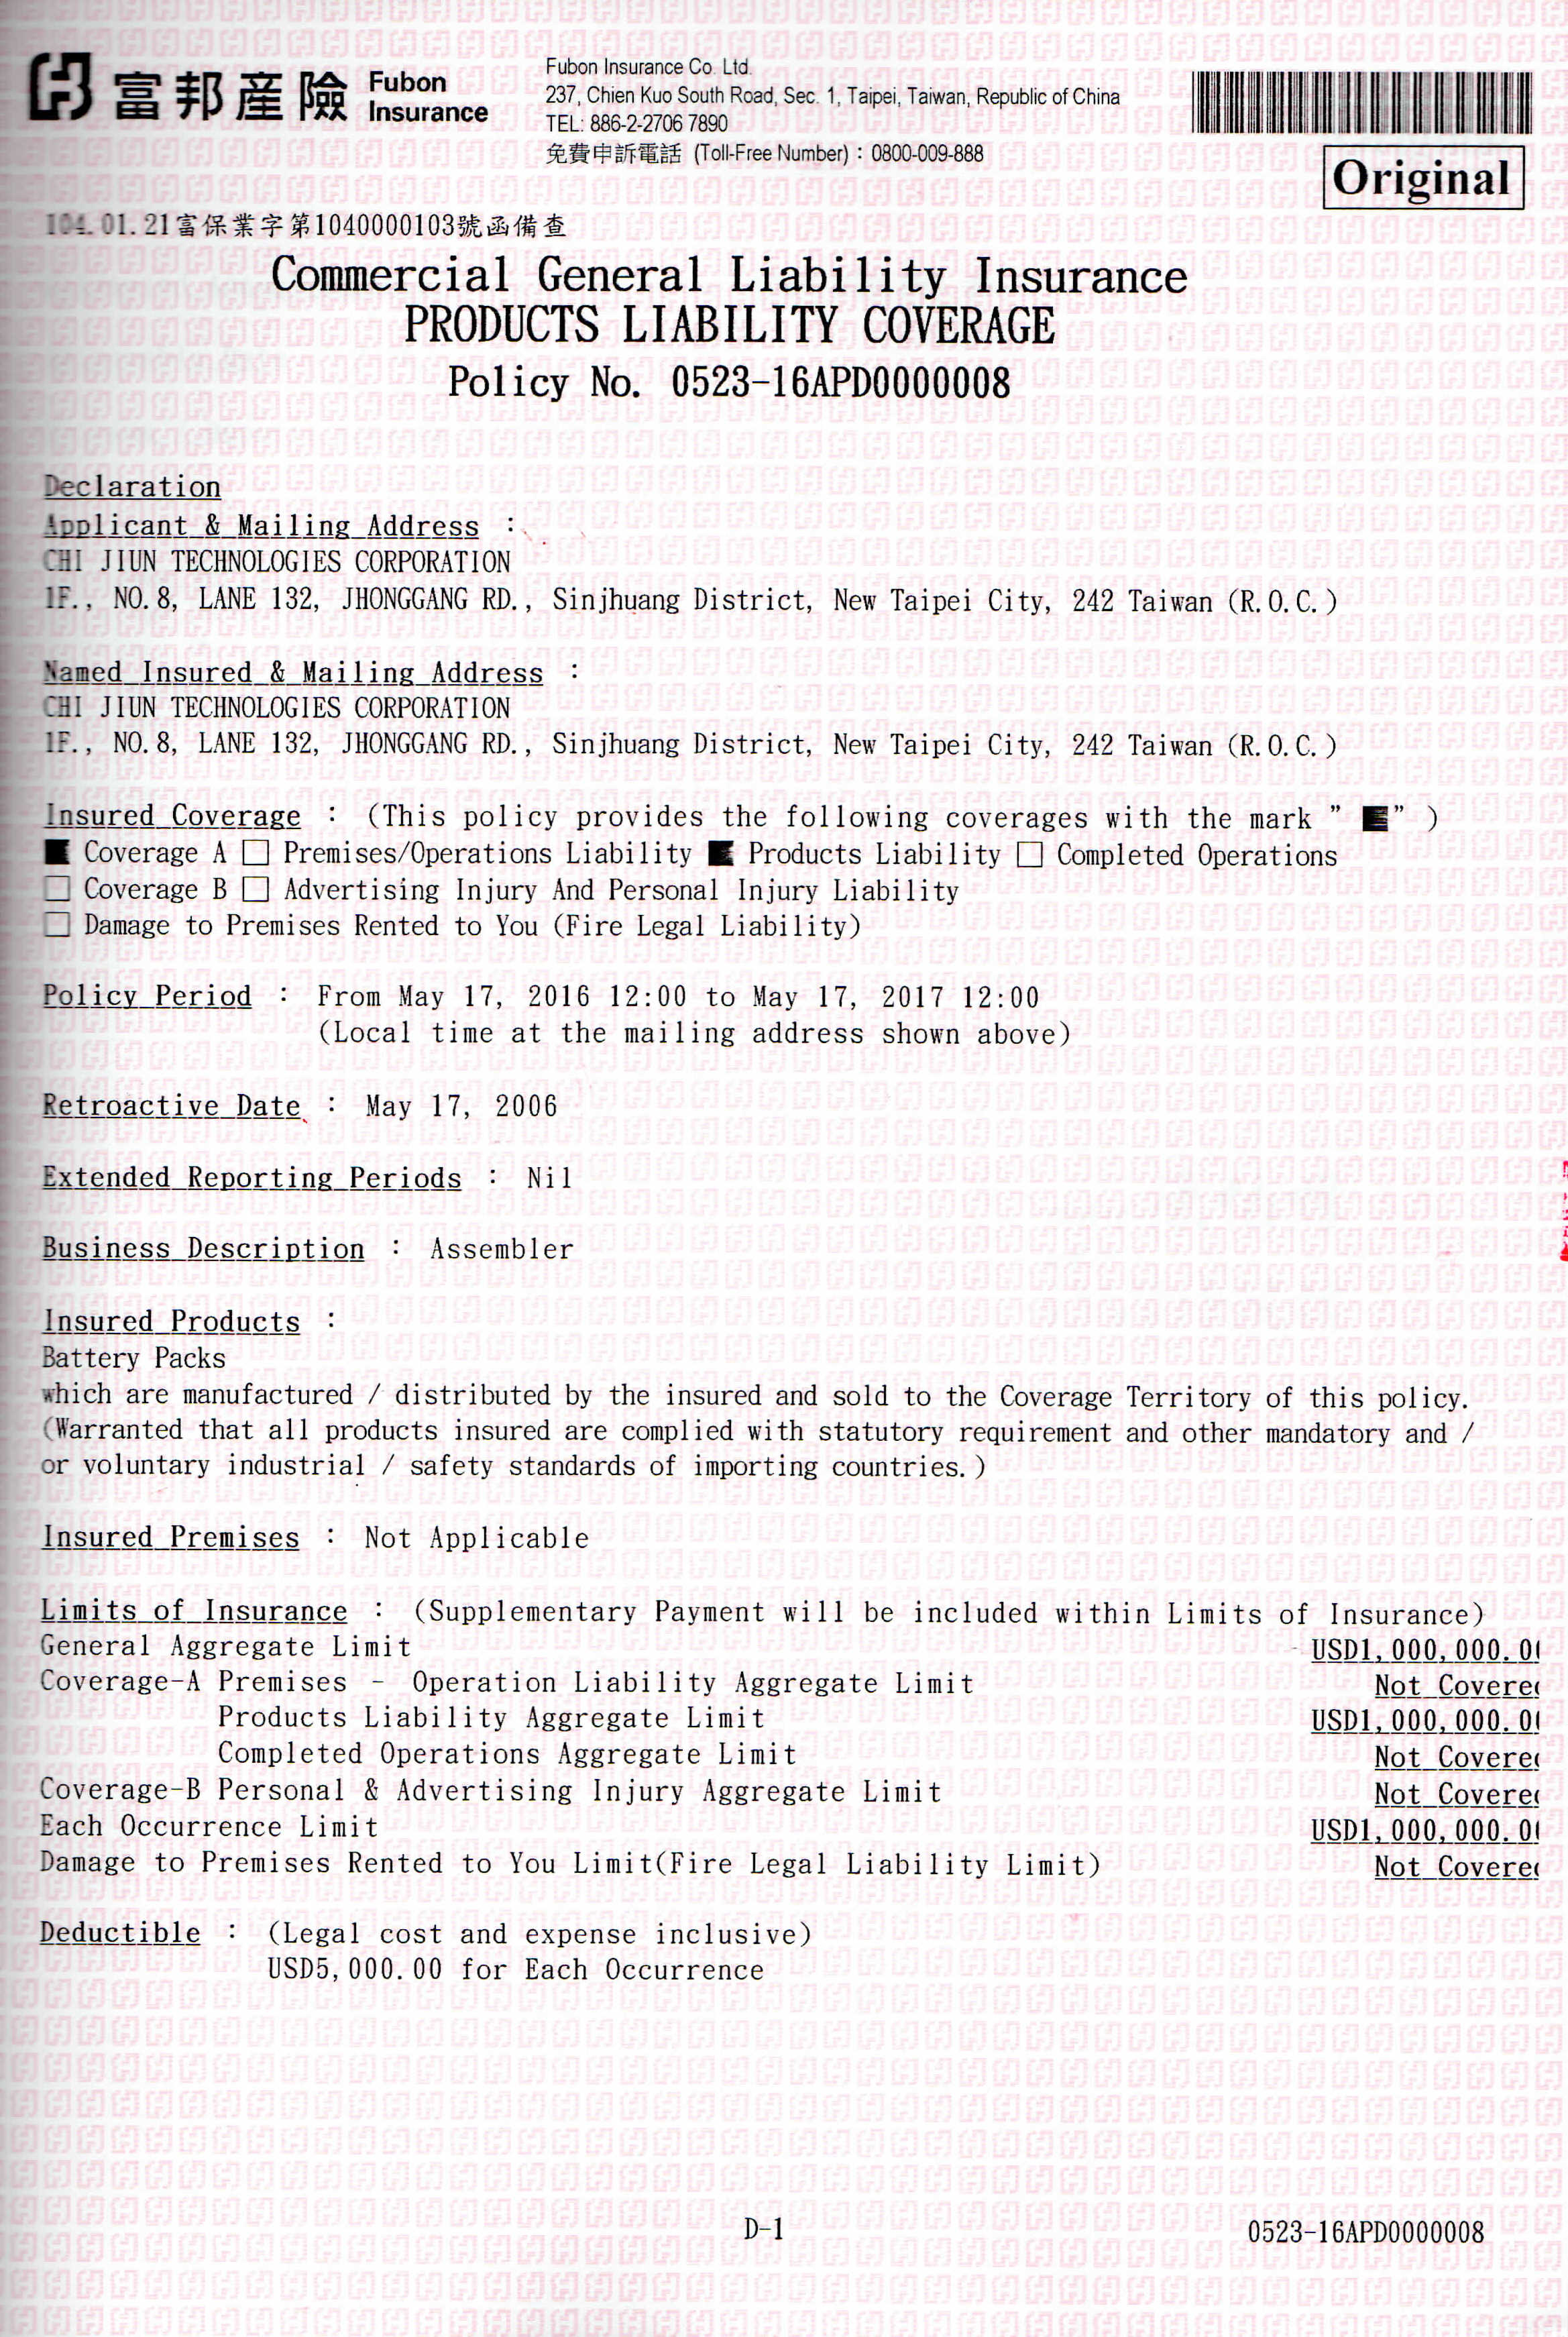 富邦產險 Fubon Insurance
Fubon Insurance Co. Ltd.
237, Chien Kuo South Road, Sec. 1, Taipei, Taiwan, Republic of China
TEL: 886-2-2706 7890
免費申訴電話 (Toll-Free Number)：0800-009-888
Original
104.01.21富保業字第1040000103號函備查
Commercial General Liability Insurance
PRODUCTS LIABILITY COVERAGE
Policy No. 0523-16APD0000008
Declaration
Applicant & Mailing Address :
CHI JIUN TECHNOLOGIES CORPORATION
1F., NO.8, LANE 132, JHONGGANG RD., Sinjhuang District, New Taipei City, 242 Taiwan (R.O.C.)
Named Insured & Mailing Address :
CHI JIUN TECHNOLOGIES CORPORATION
1F., NO.8, LANE 132, JHONGGANG RD., Sinjhuang District, New Taipei City, 242 Taiwan (R.O.C.)
Insured Coverage : (This policy provides the following coverages with the mark ” ■” )
■ Coverage A □ Premises/Operations Liability ■ Products Liability □ Completed Operations
□ Coverage B □ Advertising Injury And Personal Injury Liability
□ Damage to Premises Rented to You (Fire Legal Liability)
Policy Period : From May 17, 2016 12:00 to May 17, 2017 12:00
(Local time at the mailing address shown above)
Retroactive Date : May 17, 2006
Extended Reporting Periods : Nil
Business Description : Assembler
Insured Products :
Battery Packs
which are manufactured / distributed by the insured and sold to the Coverage Territory of this policy.
(Warranted that all products insured are complied with statutory requirement and other mandatory and /
or voluntary industrial / safety standards of importing countries.)
Insured Premises : Not Applicable
Limits of Insurance : (Supplementary Payment will be included within Limits of Insurance)
General Aggregate Limit USD1,000,000.0
Coverage-A Premises - Operation Liability Aggregate Limit Not Covere
Products Liability Aggregate Limit USD1,000,000.0
Completed Operations Aggregate Limit Not Covere
Coverage-B Personal & Advertising Injury Aggregate Limit Not Covere
Each Occurrence Limit USD1,000,000.0
Damage to Premises Rented to You Limit(Fire Legal Liability Limit) Not Covere
Deductible : (Legal cost and expense inclusive)
USD5,000.00 for Each Occurrence
D-1
0523-16APD0000008